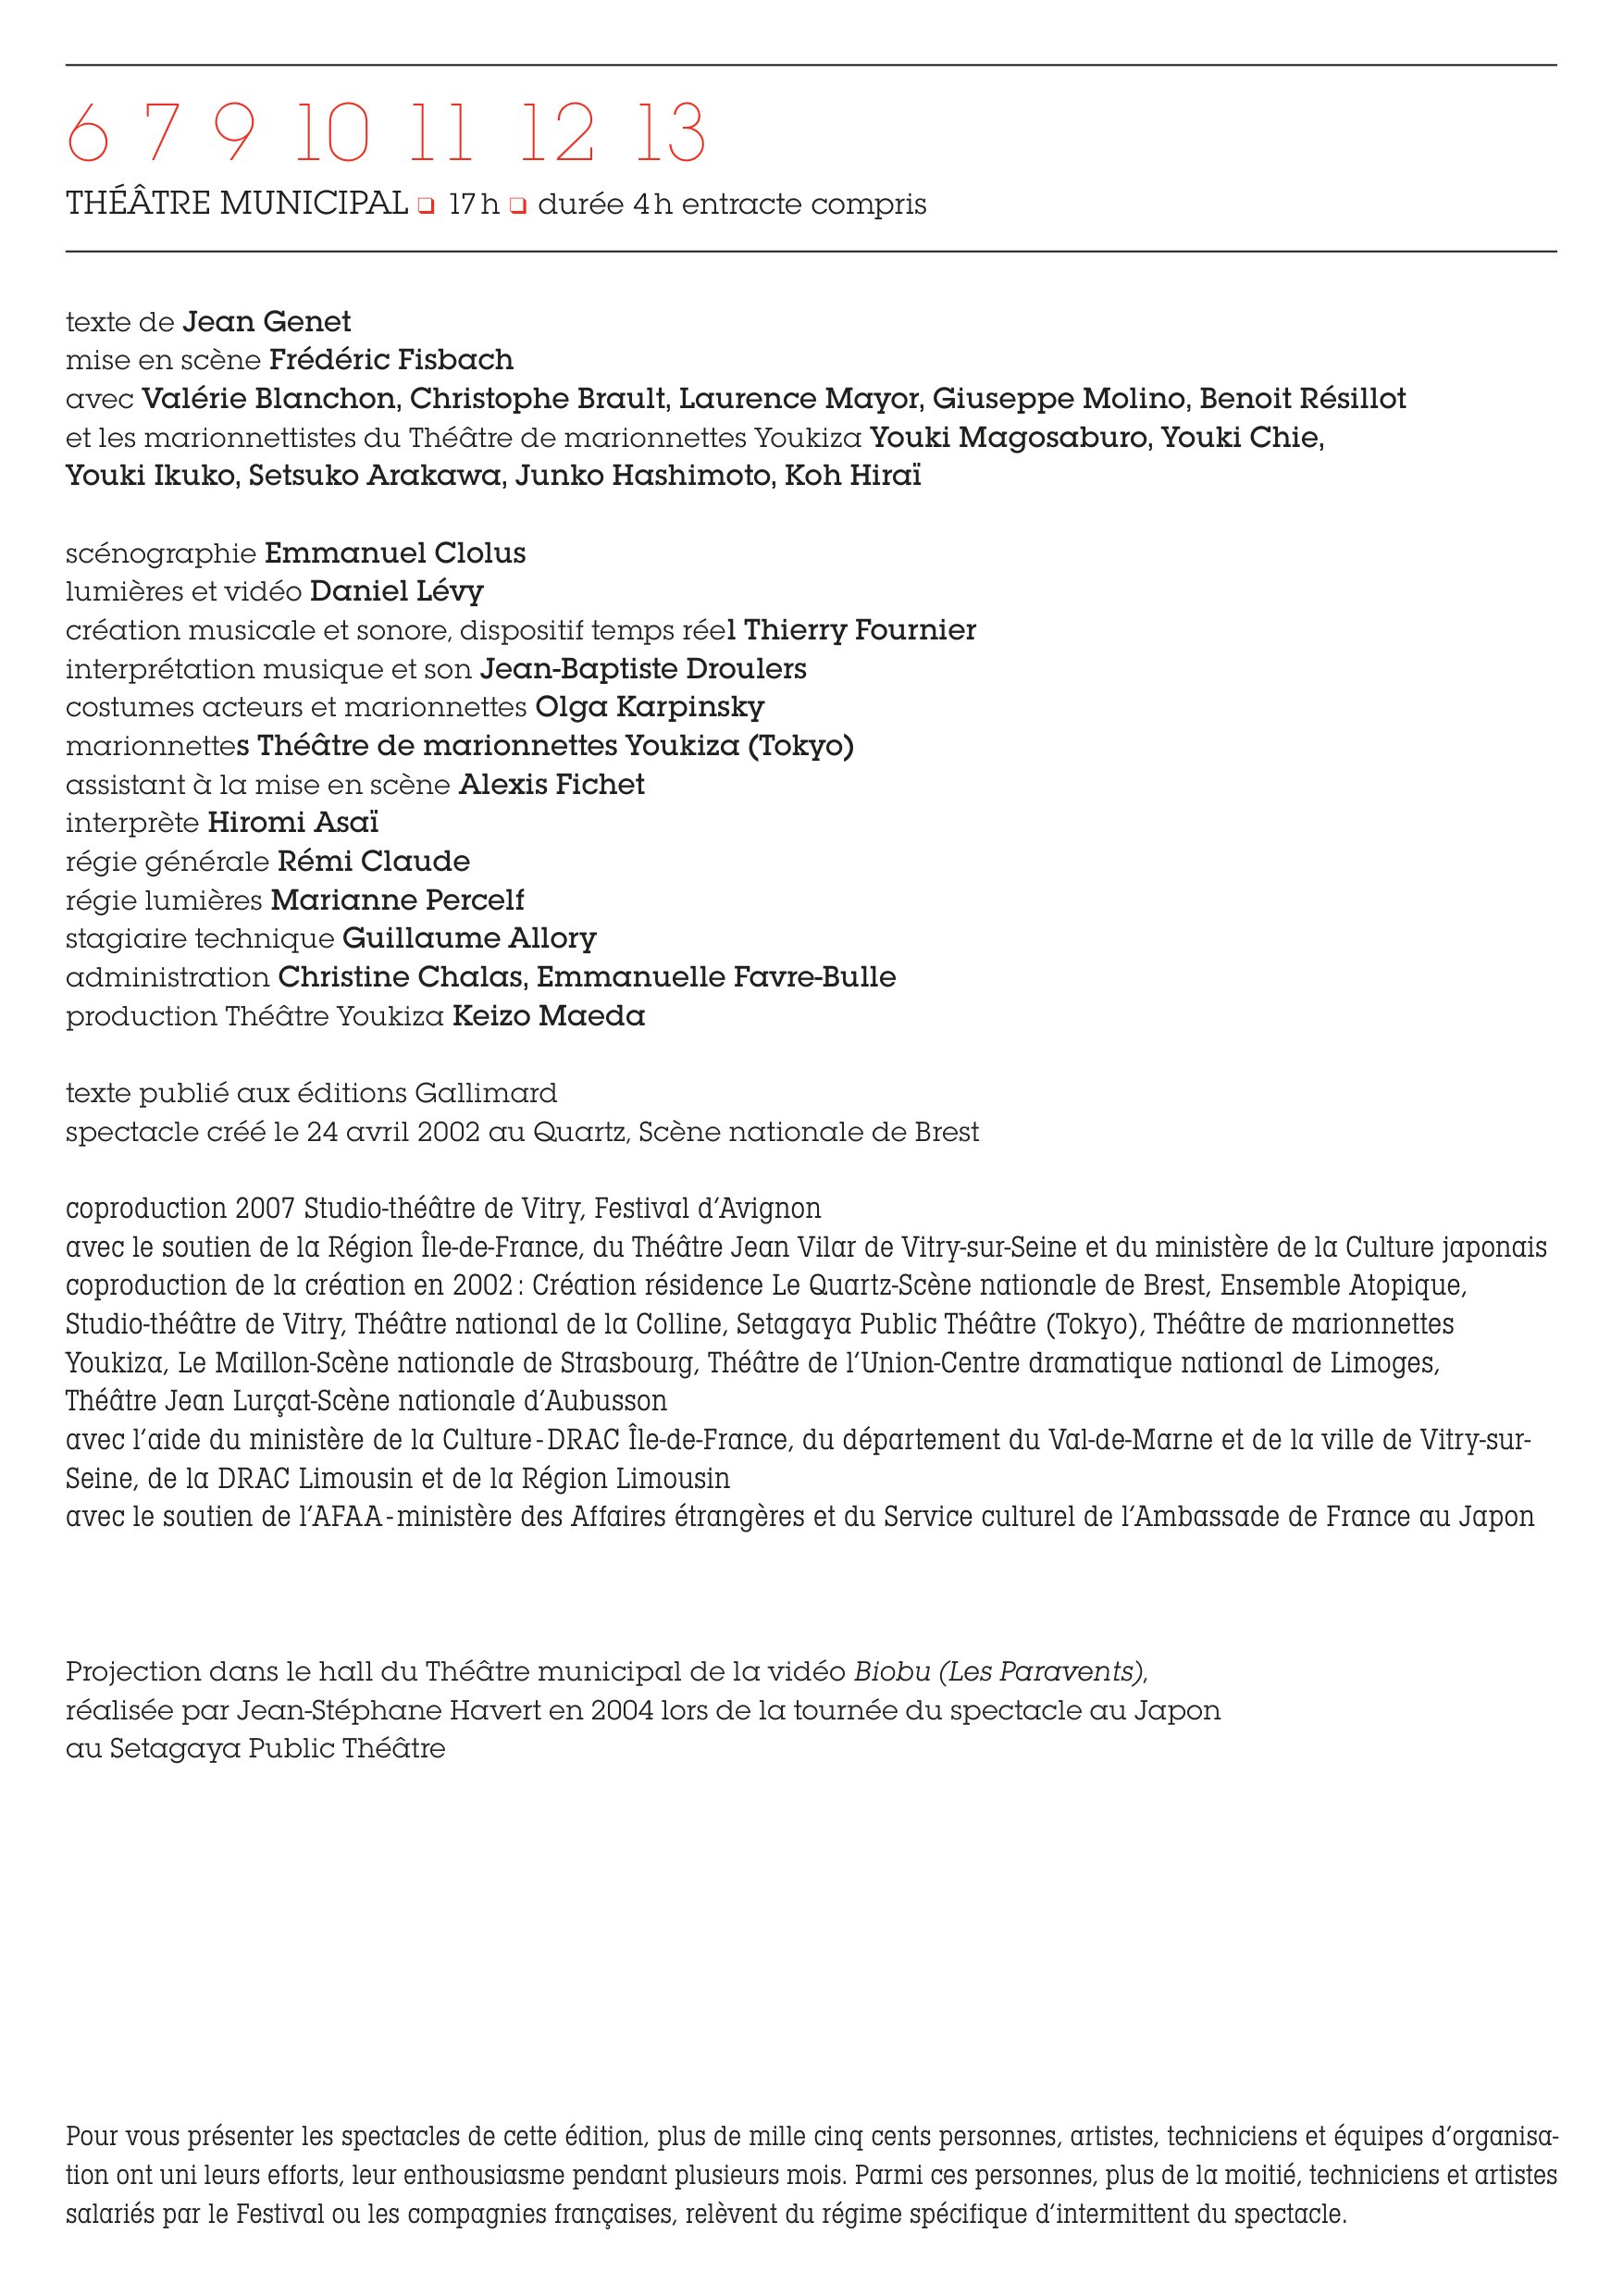 6 7 9 10 11 12 13
THÉÂTRE MUNICIPAL ❑ 17 h ❑ durée 4 h entracte compris
texte de Jean Genet
mise en scène Frédéric Fisbach
avec Valérie Blanchon, Christophe Brault, Laurence Mayor, Giuseppe Molino, Benoit Résillot
et les marionnettistes du Théâtre de marionnettes Youkiza Youki Magosaburo, Youki Chie,
Youki Ikuko, Setsuko Arakawa, Junko Hashimoto, Koh Hiraï
scénographie Emmanuel Clolus
lumières et vidéo Daniel Lévy
création musicale et sonore, dispositif temps réel Thierry Fournier
interprétation musique et son Jean-Baptiste Droulers
costumes acteurs et marionnettes Olga Karpinsky
marionnettes Théâtre de marionnettes Youkiza (Tokyo)
assistant à la mise en scène Alexis Fichet
interprète Hiromi Asaï
régie générale Rémi Claude
régie lumières Marianne Percelf
stagiaire technique Guillaume Allory
administration Christine Chalas, Emmanuelle Favre-Bulle
production Théâtre Youkiza Keizo Maeda
texte publié aux éditions Gallimard
spectacle créé le 24 avril 2002 au Quartz, Scène nationale de Brest
coproduction 2007 Studio-théâtre de Vitry, Festival d'Avignon
avec le soutien de la Région Île-de-France, du Théâtre Jean Vilar de Vitry-sur-Seine et du ministère de la Culture japonais
coproduction de la création en 2002 : Création résidence Le Quartz-Scène nationale de Brest, Ensemble Atopique,
Studio-théâtre de Vitry, Théâtre national de la Colline, Setagaya Public Théâtre (Tokyo), Théâtre de marionnettes
Youkiza, Le Maillon-Scène nationale de Strasbourg, Théâtre de l'Union-Centre dramatique national de Limoges,
Théâtre Jean Lurçat-Scène nationale d'Aubusson
avec l'aide du ministère de la Culture - DRAC Île-de-France, du département du Val-de-Marne et de la ville de Vitry-sur-
Seine, de la DRAC Limousin et de la Région Limousin
avec le soutien de l'AFAA - ministère des Affaires étrangères et du Service culturel de l'Ambassade de France au Japon
Projection dans le hall du Théâtre municipal de la vidéo Biobu (Les Paravents),
réalisée par Jean-Stéphane Havert en 2004 lors de la tournée du spectacle au Japon
au Setagaya Public Théâtre
Pour vous présenter les spectacles de cette édition, plus de mille cinq cents personnes, artistes, techniciens et équipes d'organisa-
tion ont uni leurs efforts, leur enthousiasme pendant plusieurs mois. Parmi ces personnes, plus de la moitié, techniciens et artistes
salariés par le Festival ou les compagnies françaises, relèvent du régime spécifique d'intermittent du spectacle.